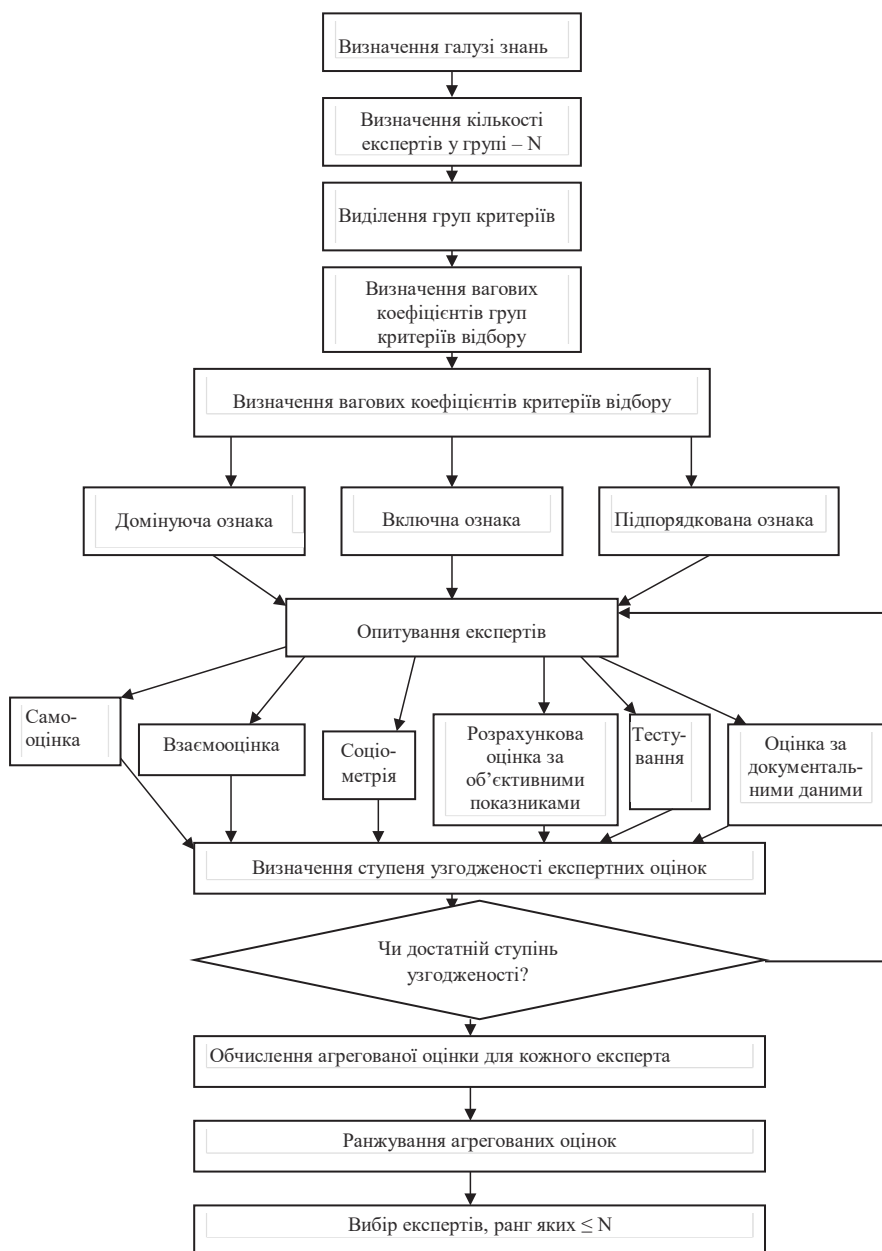 Визначення галузі знань
Визначення кількості
експертів у групі – N
Виділення груп критеріїв
Визначення вагових
коефіцієнтів груп
критеріїв відбору
Визначення вагових коефіцієнтів критеріїв відбору
Домінуюча ознака
Включна ознака
Підпорядкована ознака
Опитування експертів
Само-
оцінка
Взаємооцінка
Соціо-
метрія
Розрахункова
оцінка за
об’єктивними
показниками
Тесту-
вання
Оцінка за
документаль-
ними даними
Визначення ступеня узгодженості експертних оцінок
Чи достатній ступінь
узгодженості?
Обчислення агрегованої оцінки для кожного експерта
Ранжування агрегованих оцінок
Вибір експертів, ранг яких ≤ N